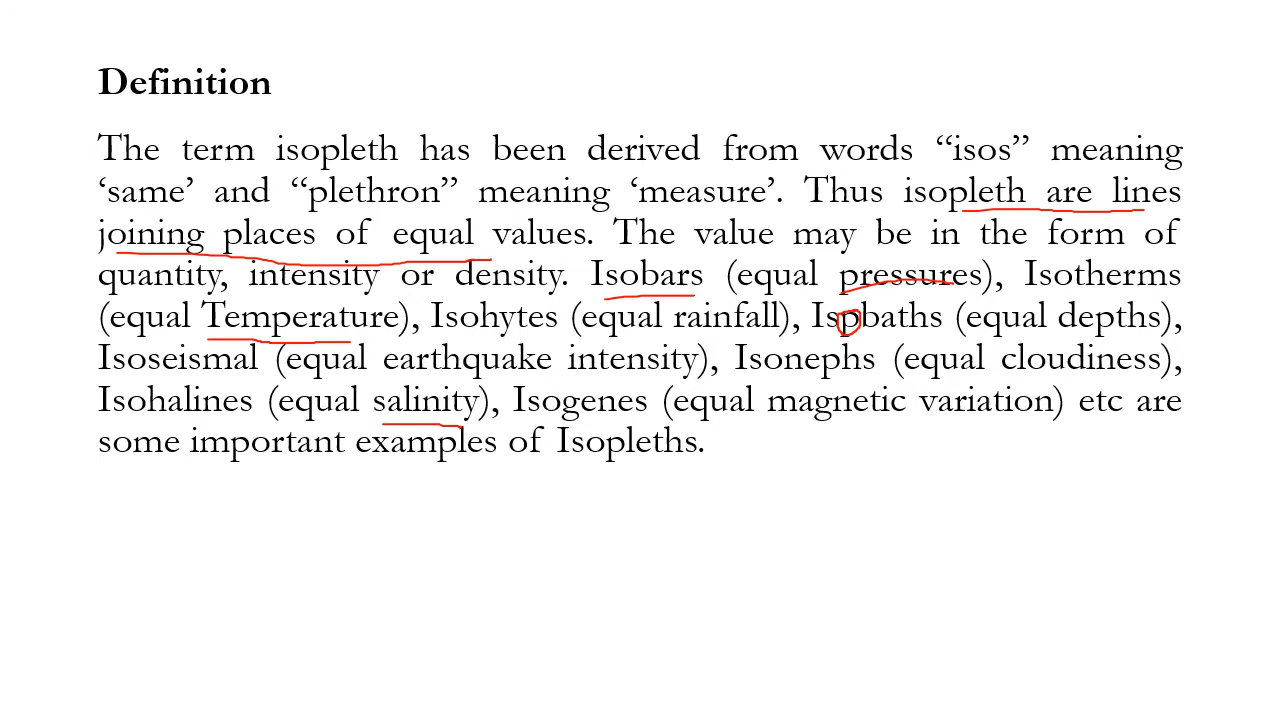 Definition
The term isopleth has been derived from words “isos” meaning
‘same’ and “plethron” meaning ‘measure’. Thus isopleth are lines
joining places of equal values. The value may be in the form of
quantity, intensity or density. Isobars (equal pressures), Isotherms
(equal Temperature), Isohytes (equal rainfall), Ispbaths (equal depths),
Isoseismal (equal earthquake intensity), Isonephs (equal cloudiness),
Isohalines (equal salinity), Isogenes (equal magnetic variation) etc are
some important examples of Isopleths.